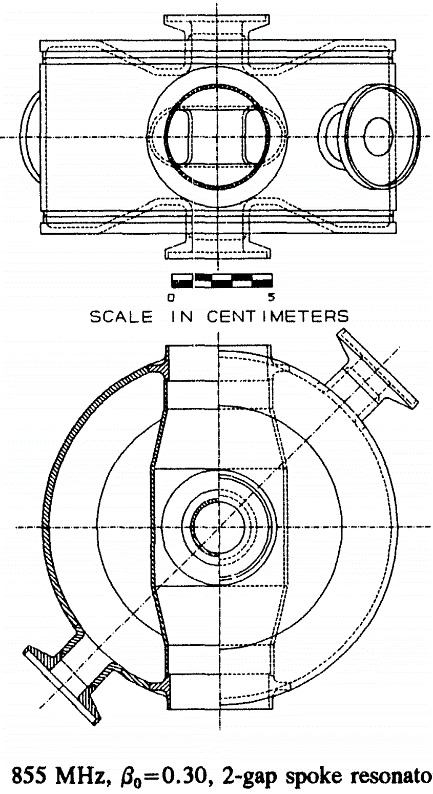 0 5
SCALE IN CENTIMETERS
855 MHz, β₀=0.30, 2-gap spoke resonato